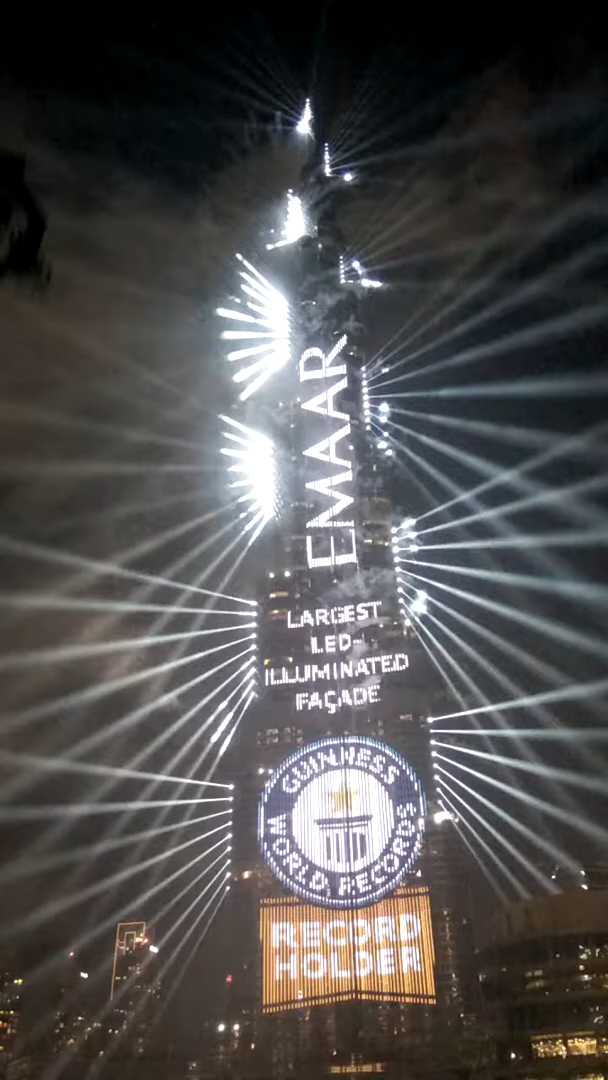 EMAAR
LARGEST
LED-
ILLUMINATED
FAÇADE
GUINNESS
WORLD RECORDS
RECORD
HOLDER